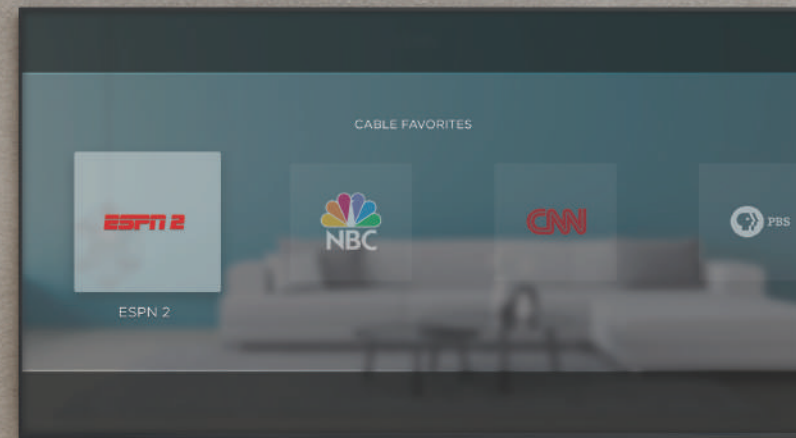 CABLE FAVORITES
ESPN 2
NBC
CNN
PBS
ESPN 2